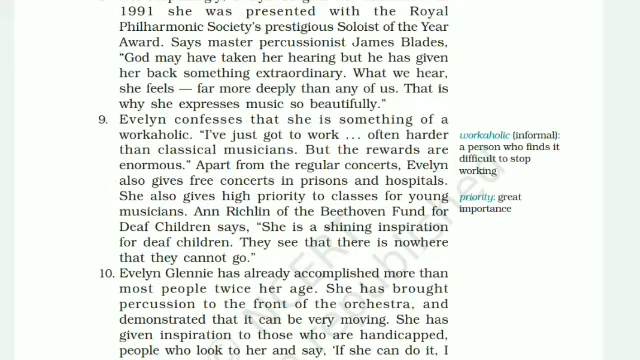 1991 she was presented with the Royal
Philharmonic Society's prestigious Soloist of the Year
Award. Says master percussionist James Blades,
“God may have taken her hearing but he has given
her back something extraordinary. What we hear,
she feels — far more deeply than any of us. That is
why she expresses music so beautifully.”
9. Evelyn confesses that she is something of a
workaholic. “I've just got to work ... often harder
than classical musicians. But the rewards are
enormous.” Apart from the regular concerts, Evelyn
also gives free concerts in prisons and hospitals.
She also gives high priority to classes for young
musicians. Ann Richlin of the Beethoven Fund for
Deaf Children says, “She is a shining inspiration
for deaf children. They see that there is nowhere
that they cannot go.”
workaholic (informal):
a person who finds it
difficult to stop
working
priority: great
importance
10. Evelyn Glennie has already accomplished more than
most people twice her age. She has brought
percussion to the front of the orchestra, and
demonstrated that it can be very moving. She has
given inspiration to those who are handicapped,
people who look to her and say, ‘If she can do it, I
NCERT
republished